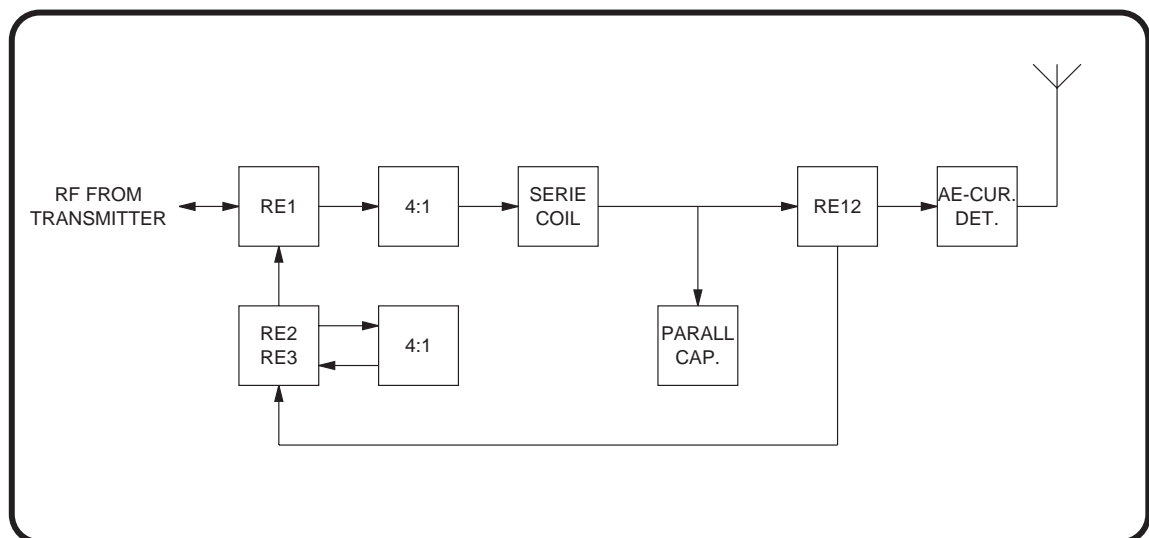 RF FROM
TRANSMITTER
RE1
4:1
SERIE
COIL
RE12
AE-CUR.
DET.
RE2
RE3
4:1
PARALL
CAP.